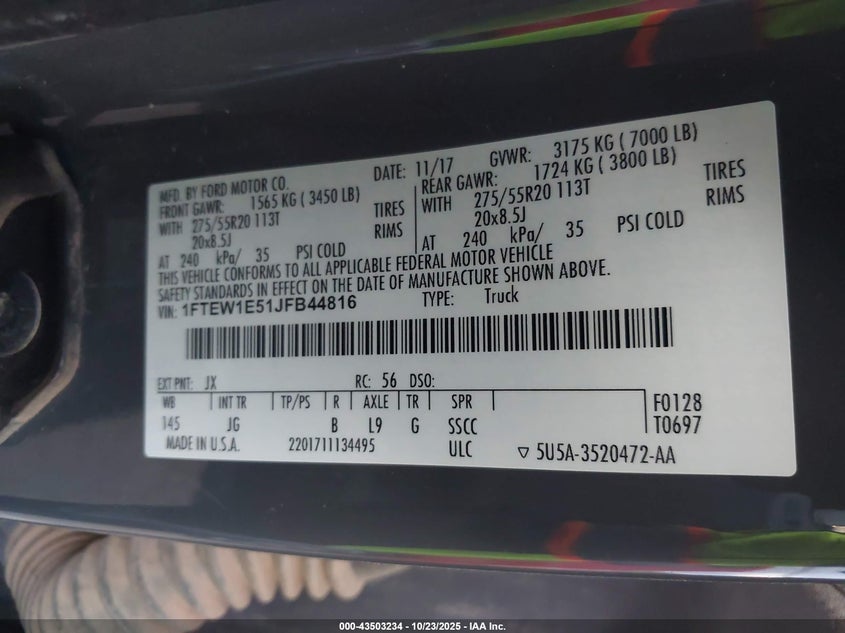 MFD. BY FORD MOTOR CO. DATE: 11/17 GVWR: 3175 KG ( 7000 LB)
FRONT GAWR: 1565 KG ( 3450 LB) REAR GAWR: 1724 KG ( 3800 LB)
WITH 275/55R20 113T TIRES WITH 275/55R20 113T TIRES
20x8.5J RIMS 20x8.5J RIMS
AT 240 kPa/ 35 PSI COLD AT 240 kPa/ 35 PSI COLD
THIS VEHICLE CONFORMS TO ALL APPLICABLE FEDERAL MOTOR VEHICLE
SAFETY STANDARDS IN EFFECT ON THE DATE OF MANUFACTURE SHOWN ABOVE.
VIN: 1FTEW1E51JFB44816 TYPE: Truck
EXT PNT: JX RC: 56 DSO:
WB INT TR TP/PS R AXLE TR SPR F0128
145 JG B L9 G SSCC T0697
MADE IN U.S.A. 2201711134495 ULC ▽ 5U5A-3520472-AA
000-43503234 - 10/23/2025 - IAA Inc.